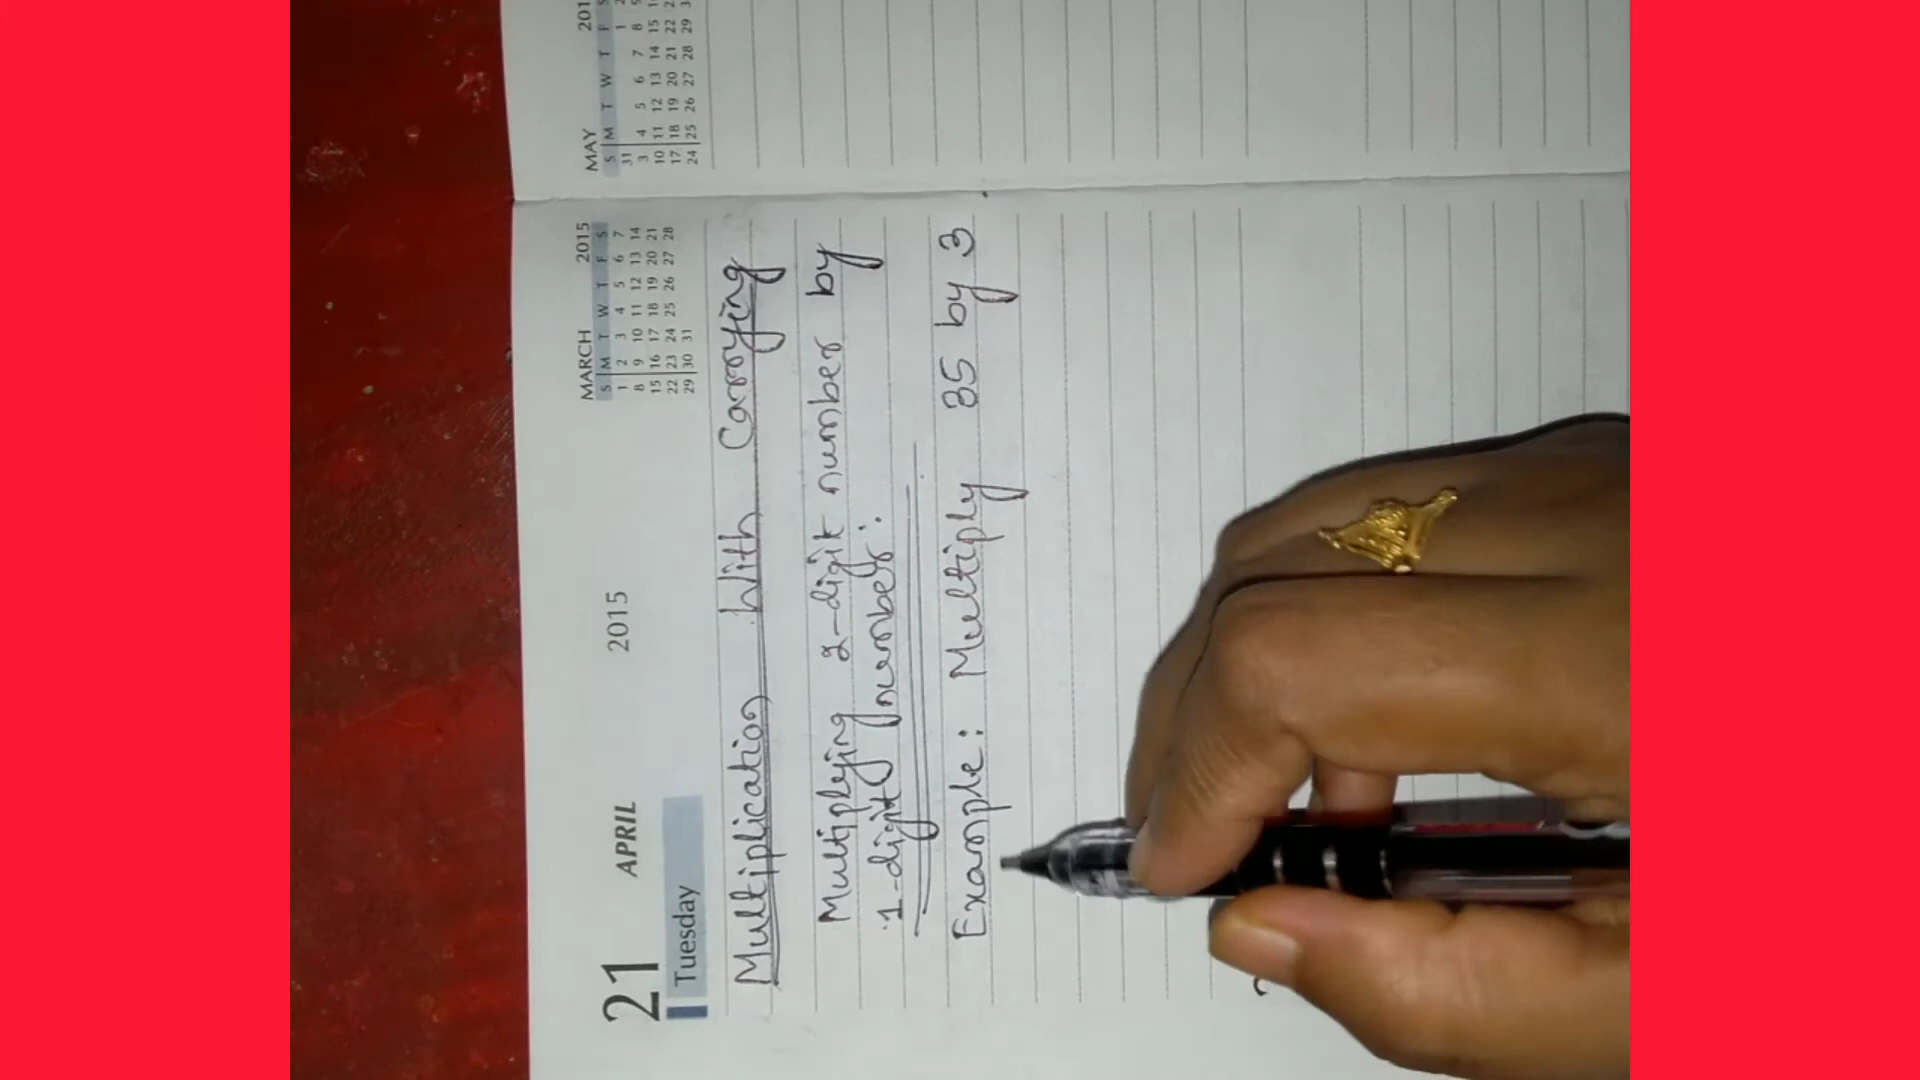 21 APRIL 2015
Tuesday
MARCH 2015
S M T W T F S
1 2 3 4 5 6 7
8 9 10 11 12 13 14
15 16 17 18 19 20 21
22 23 24 25 26 27 28
29 30 31
Multiplication With Carrying
Multiplying 2-digit number by
1-digit number:
Example: Multiply 35 by 3
MAY
S M T W T F
31 1
3 4 5 6 7 8
10 11 12 13 14 15
17 18 19 20 21 22
24 25 26 27 28 29